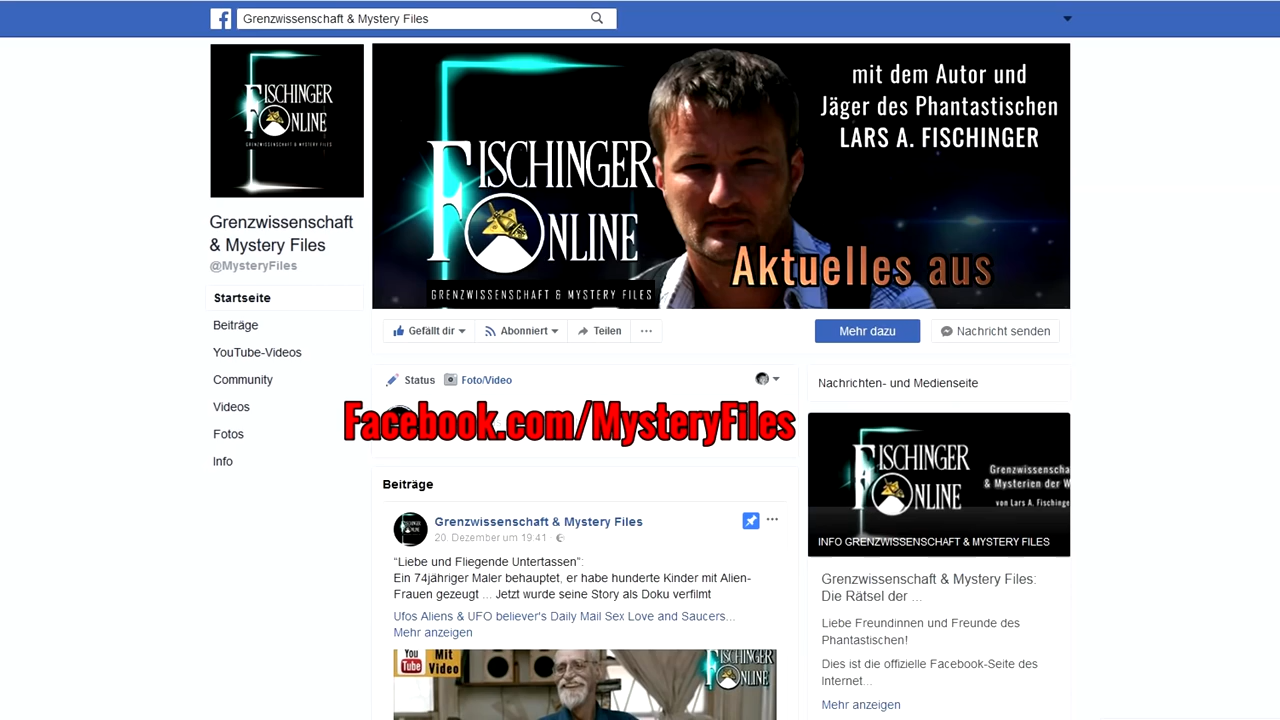 Grenzwissenschaft & Mystery Files
FISCHINGER
ONLINE
GRENZWISSENSCHAFT & MYSTERY FILES
Grenzwissenschaft
& Mystery Files
@MysteryFiles
Startseite
Beiträge
YouTube-Videos
Community
Videos
Fotos
Info
FISCHINGER
ONLINE
GRENZWISSENSCHAFT & MYSTERY FILES
mit dem Autor und
Jäger des Phantastischen
LARS A. FISCHINGER
Aktuelles aus
Gefällt dir
Abonniert
Teilen
Mehr dazu
Nachricht senden
Status
Foto/Video
Facebook.com/MysteryFiles
Beiträge
Grenzwissenschaft & Mystery Files
20. Dezember um 19:41
“Liebe und Fliegende Untertassen”:
Ein 74jähriger Maler behauptet, er habe hunderte Kinder mit Alien-
Frauen gezeugt ... Jetzt wurde seine Story als Doku verfilmt
Ufos Aliens & UFO believer's Daily Mail Sex Love and Saucers...
Mehr anzeigen
You
Tube
Mit
Video
FISCHINGER
ONLINE
Nachrichten- und Medienseite
FISCHINGER
ONLINE
Grenzwissenscha
& Mysterien der W
von Lars A. Fischinge
INFO GRENZWISSENSCHAFT & MYSTERY FILES
Grenzwissenschaft & Mystery Files:
Die Rätsel der ...
Liebe Freundinnen und Freunde des
Phantastischen!
Dies ist die offizielle Facebook-Seite des
Internet...
Mehr anzeigen